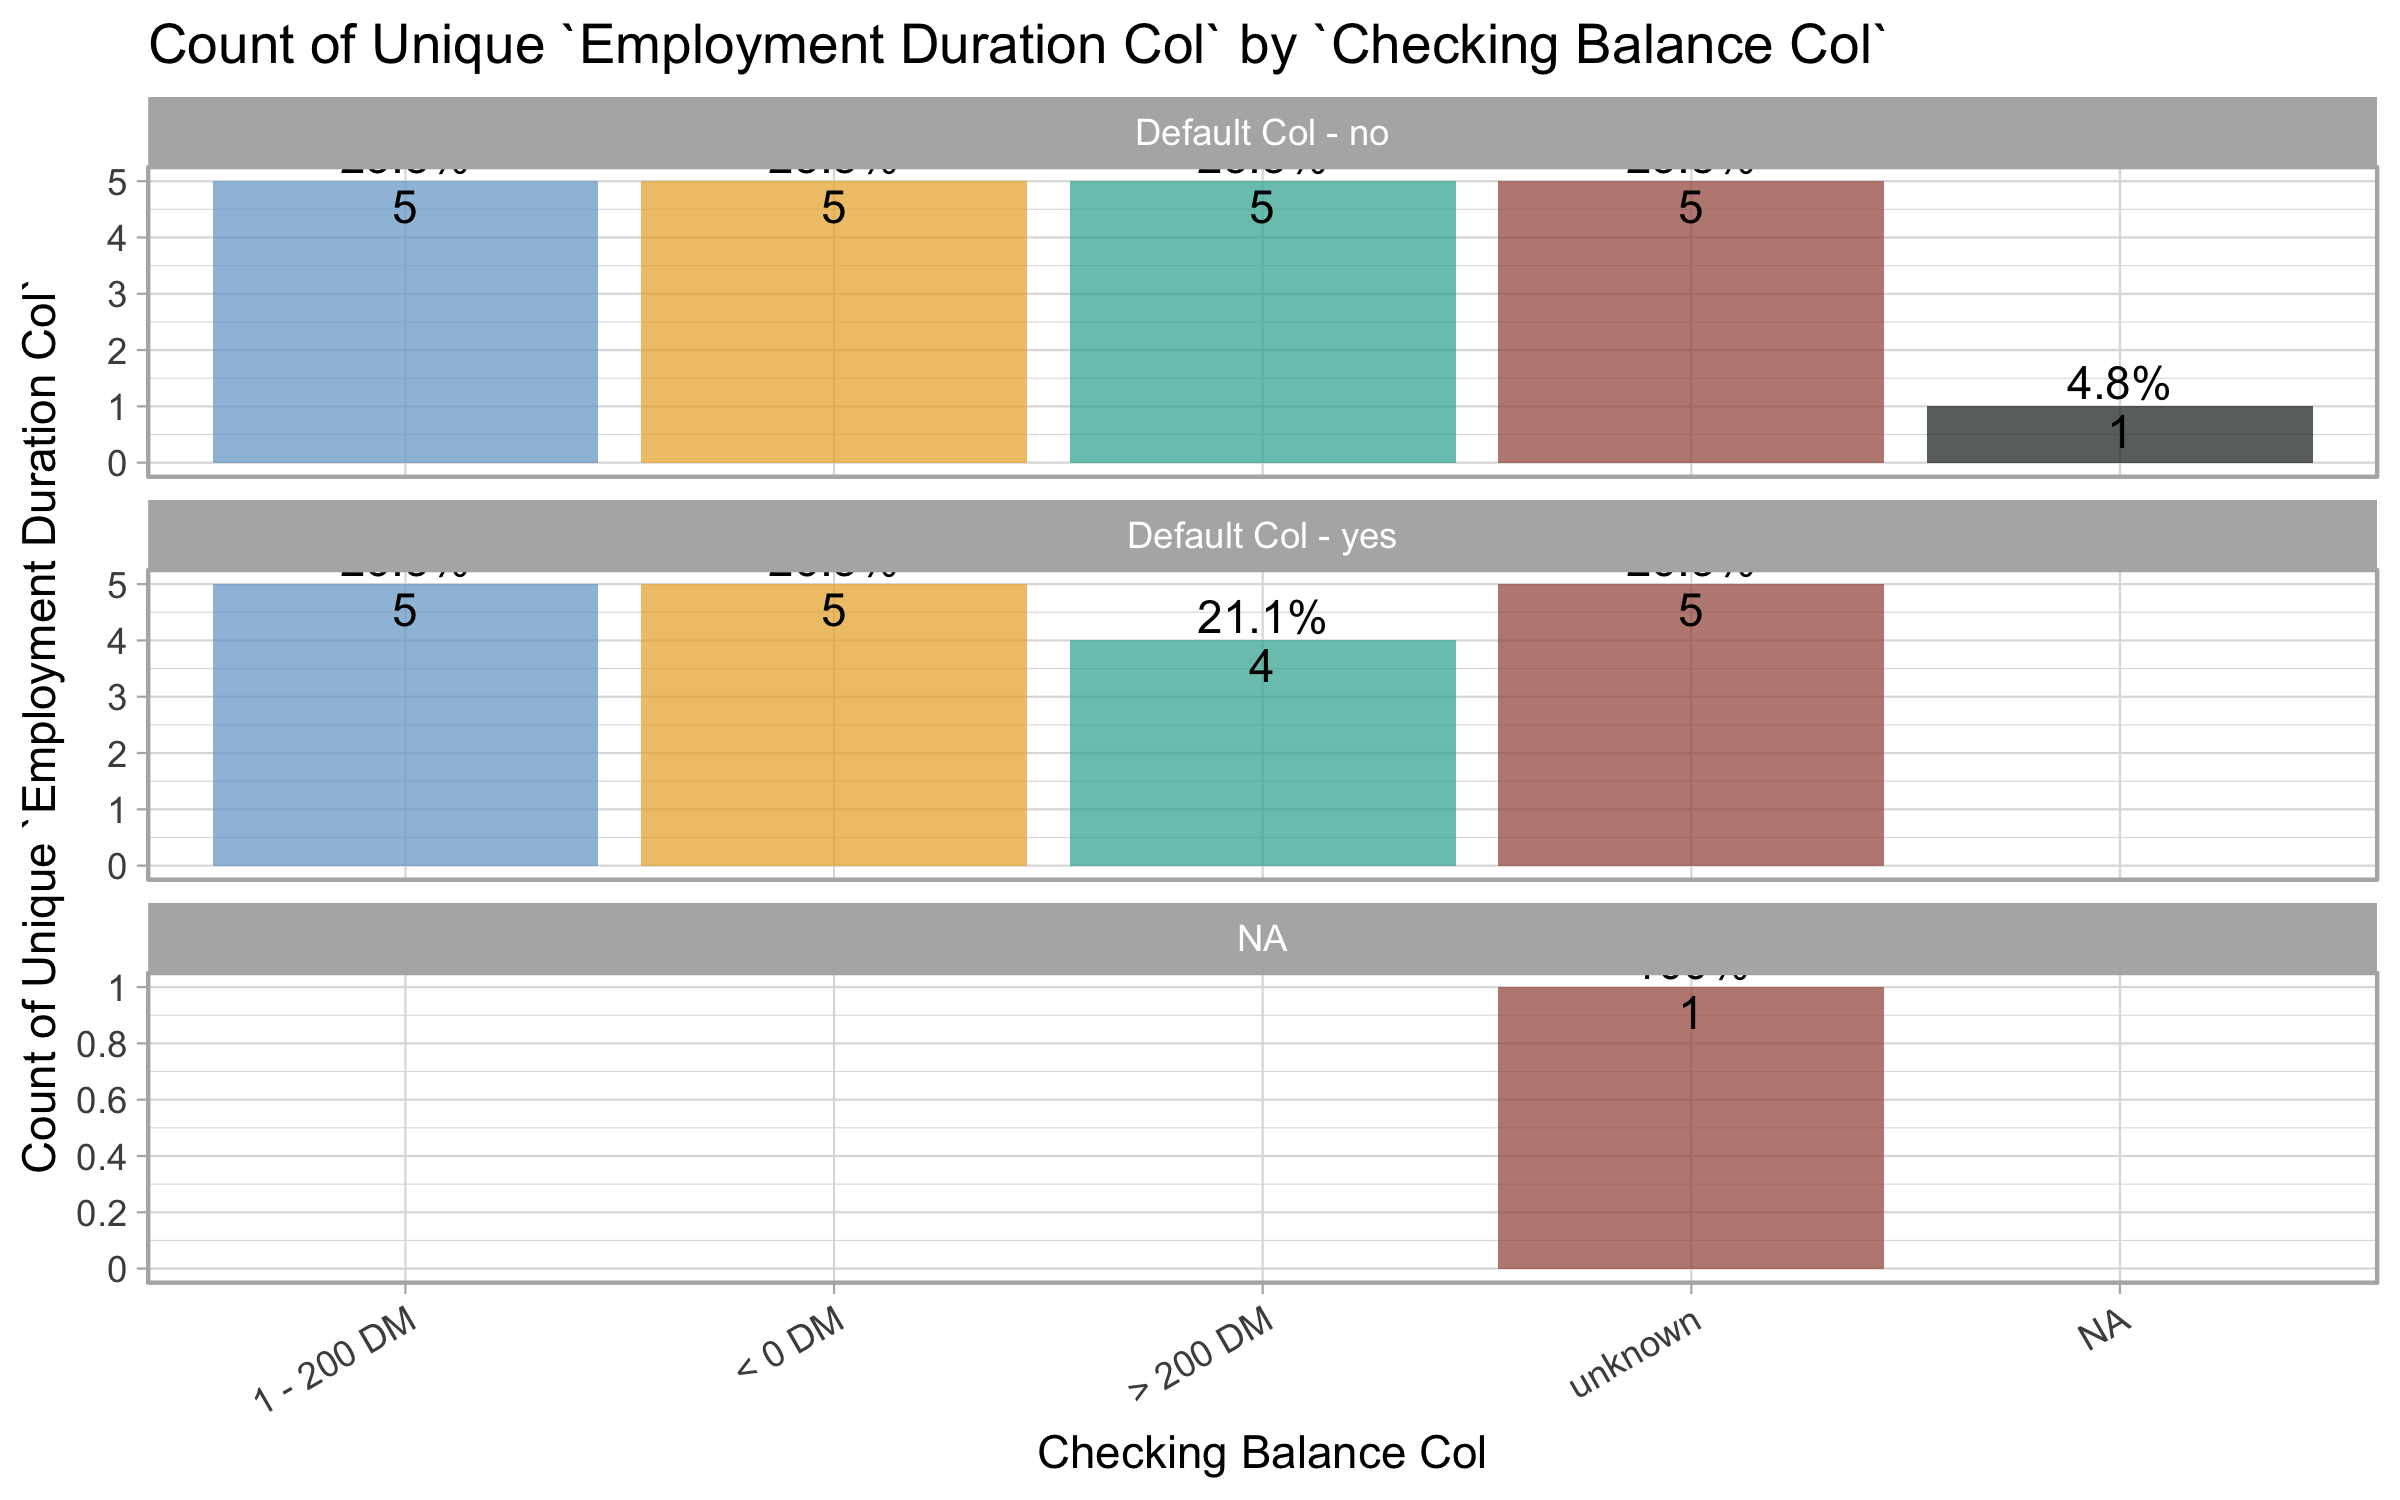 Count of Unique `Employment Duration Col` by `Checking Balance Col`
Count of Unique `Employment Duration Col`
Default Col - no
5
4
3
2
1
0
5
5
5
5
4.8%
1
Default Col - yes
5
4
3
2
1
0
5
5
21.1%
4
5
NA
1
0.8
0.6
0.4
0.2
0
1
1 - 200 DM
< 0 DM
> 200 DM
unknown
NA
Checking Balance Col